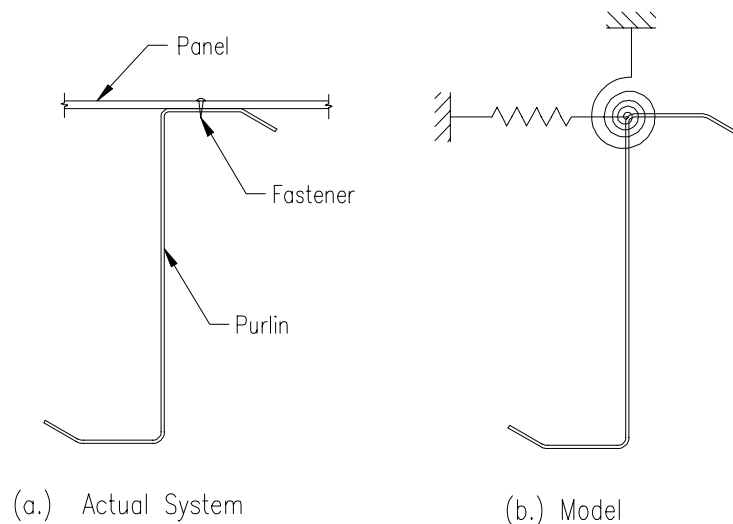 Panel
Fastener
Purlin
(a.) Actual System
(b.) Model